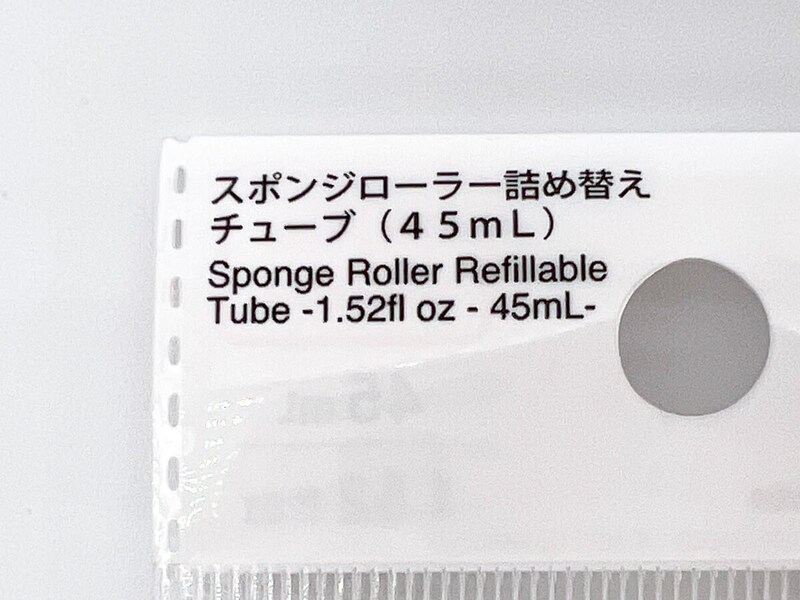 スポンジローラー詰め替え
チューブ（４５ｍＬ）
Sponge Roller Refillable
Tube -1.52fl oz - 45mL-